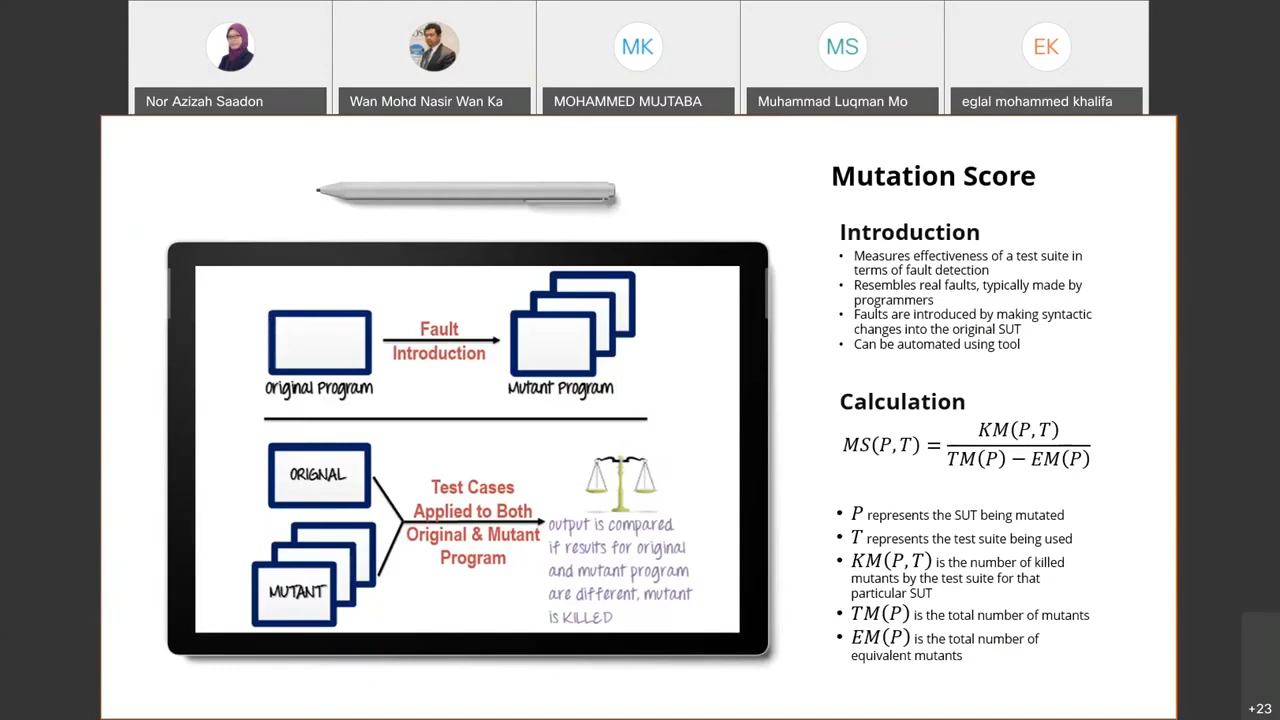 MK
MS
EK
Nor Azizah Saadon
Wan Mohd Nasir Wan Ka
MOHAMMED MUJTABA
Muhammad Luqman Mo
eglal mohammed khalifa
Mutation Score
Introduction
• Measures effectiveness of a test suite in
terms of fault detection
• Resembles real faults, typically made by
programmers
• Faults are introduced by making syntactic
changes into the original SUT
• Can be automated using tool
Calculation
MS(P,T) = KM(P,T) / TM(P) − EM(P)
• P represents the SUT being mutated
• T represents the test suite being used
• KM(P,T) is the number of killed
mutants by the test suite for that
particular SUT
• TM(P) is the total number of mutants
• EM(P) is the total number of
equivalent mutants
Fault
Introduction
Original Program
Mutant Program
ORIGNAL
MUTANT
Test Cases
Applied to Both
Original & Mutant
Program
output is compared.
if results for original
and mutant program
are different, mutant
is KILLED
+23